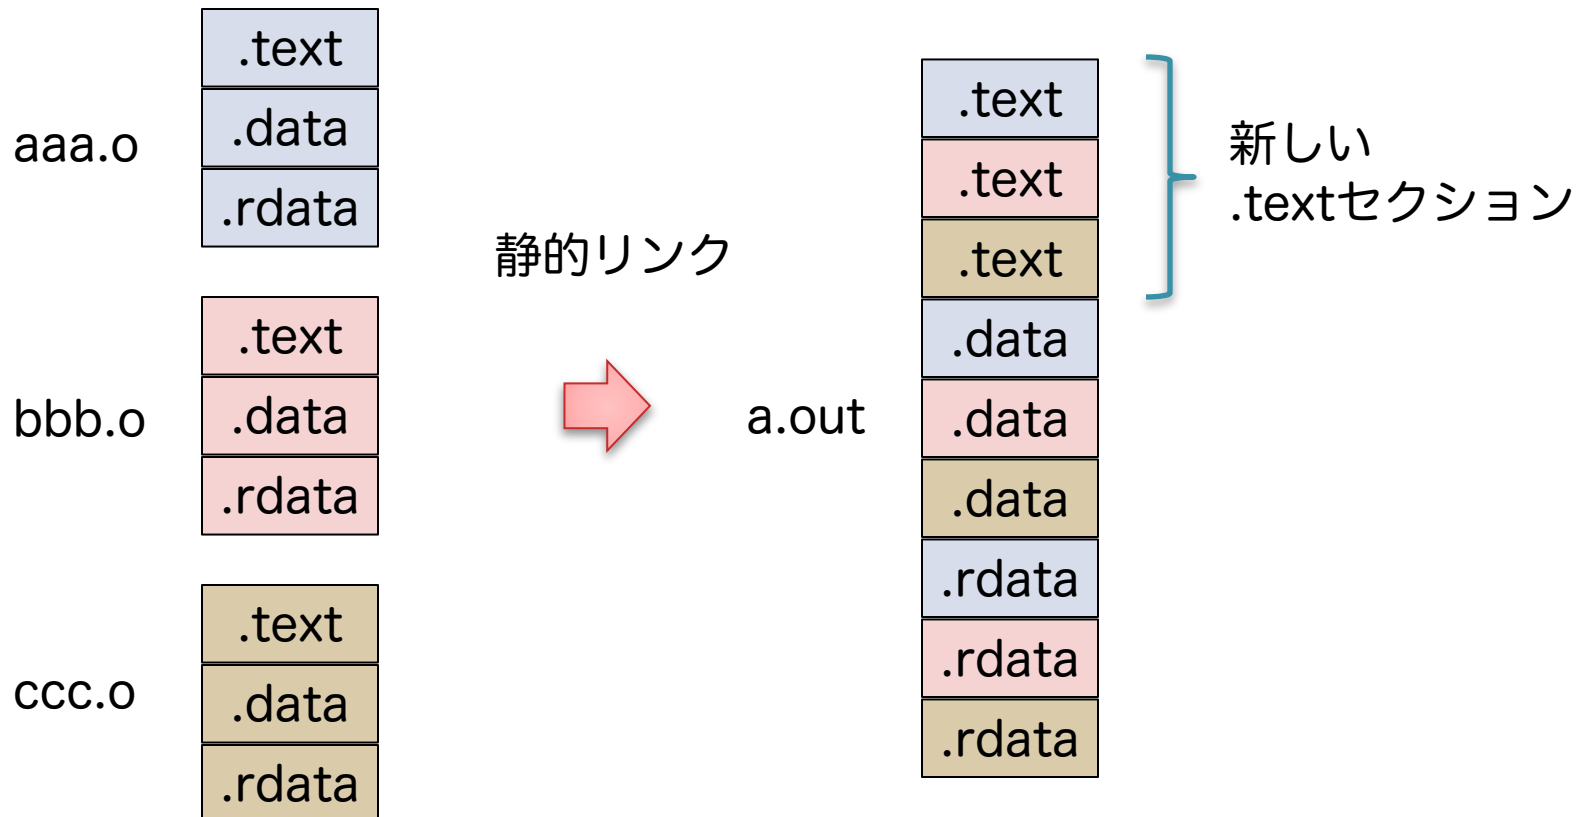 aaa.o
.text
.data
.rdata
bbb.o
.text
.data
.rdata
ccc.o
.text
.data
.rdata
静的リンク
a.out
.text
.text
.text
.data
.data
.data
.rdata
.rdata
.rdata
新しい
.textセクション